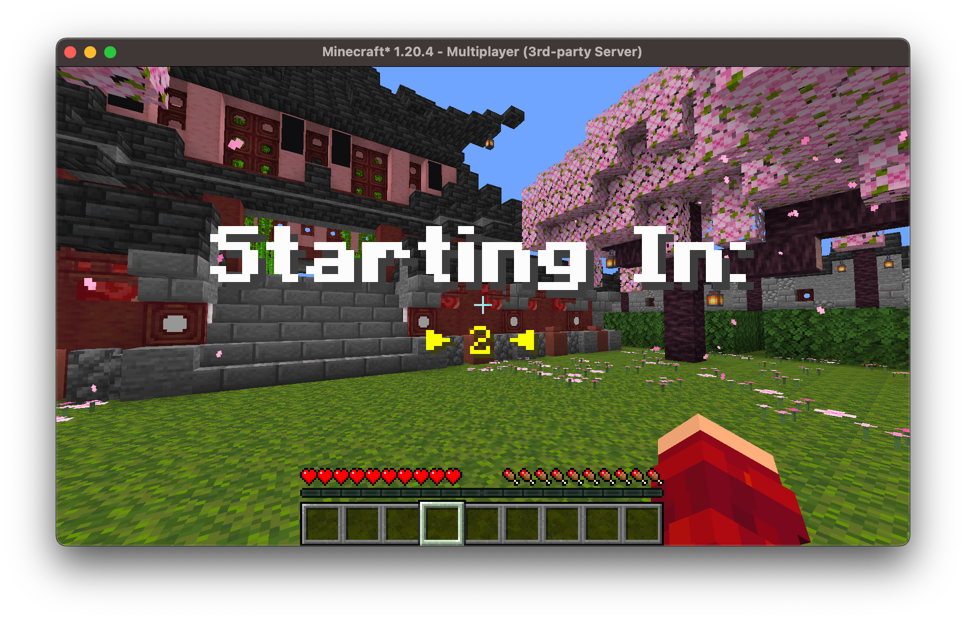 Minecraft* 1.20.4 - Multiplayer (3rd-party Server)
Starting In:
► 2 ◄